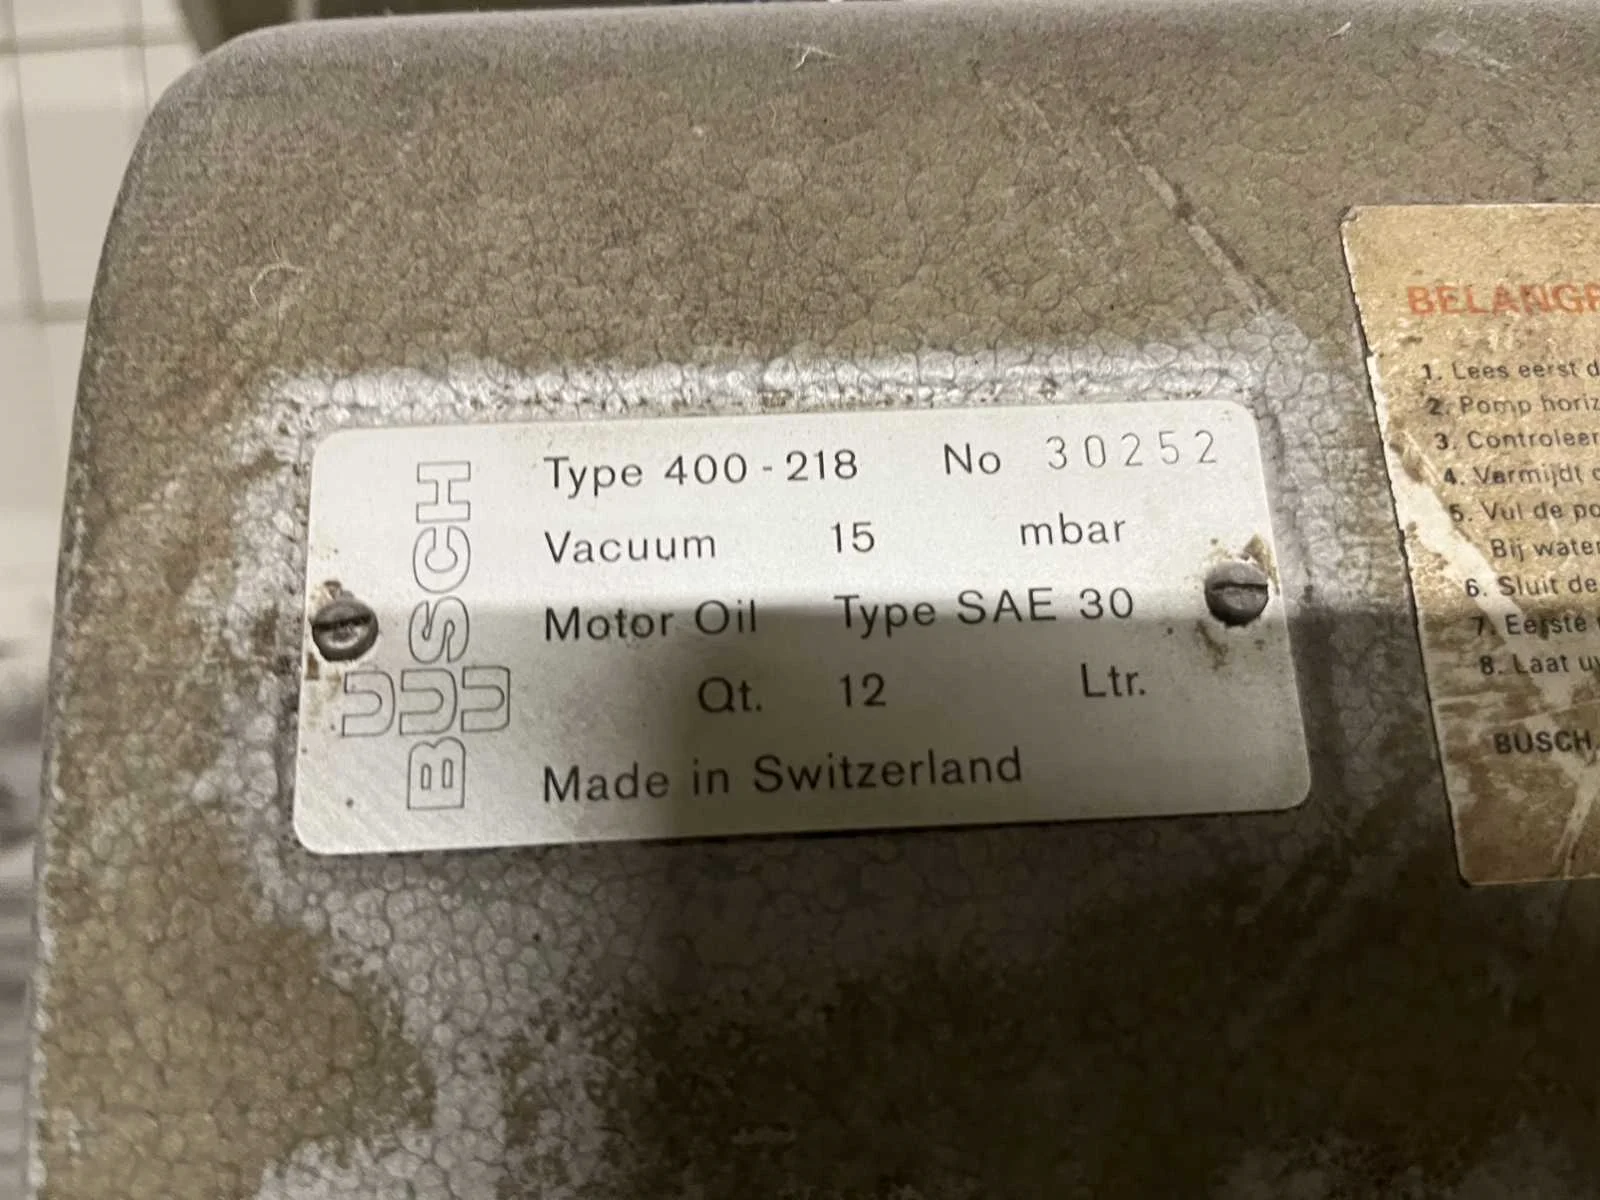 BUSCH
Type 400-218 No 30252
Vacuum 15 mbar
Motor Oil Type SAE 30
Qt. 12 Ltr.
Made in Switzerland
1. Lees eerst
2. Pomp
3.
4. Vermijdt
5. Vul de
Bij
6. Sluit de
7. Eerste
8. Laat
BUSCH